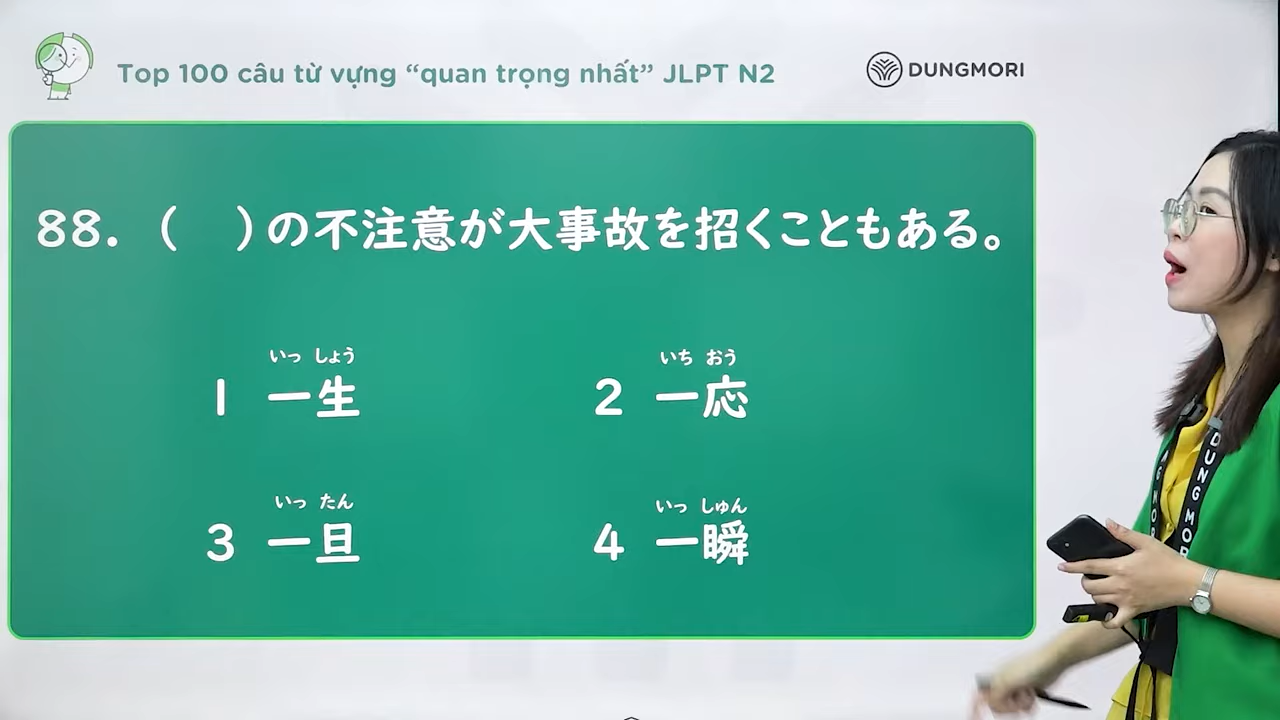 Top 100 câu từ vựng “quan trọng nhất” JLPT N2
DUNGMORI
88. (　)の不注意が大事故を招くこともある。
いっ しょう
1 一生
いち おう
2 一応
いっ たん
3 一旦
いっ しゅん
4 一瞬
DUNG MOR